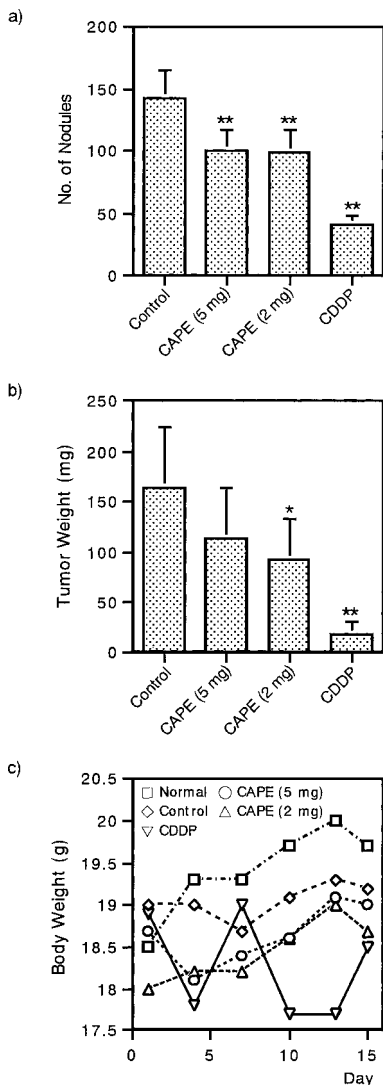 a)
200
150
100
50
0
No. of Nodules
**
**
**
Control
CAPE (5 mg)
CAPE (2 mg)
CDDP
b)
250
200
150
100
50
0
Tumor Weight (mg)
*
**
Control
CAPE (5 mg)
CAPE (2 mg)
CDDP
c)
20.5
20
19.5
19
18.5
18
17.5
Body Weight (g)
Normal CAPE (5 mg)
Control CAPE (2 mg)
CDDP
0 5 10 15
Day